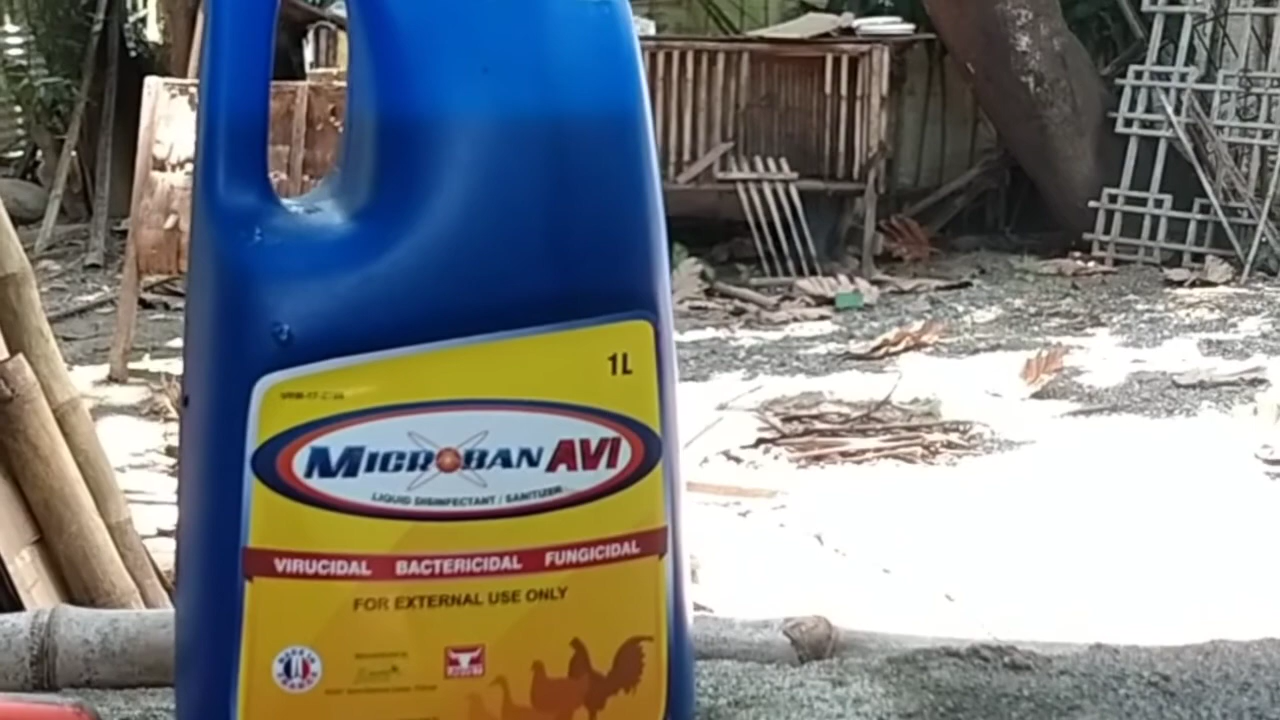 1L
MICROBAN AVI
LIQUID DISINFECTANT / SANITIZER
VIRUCIDAL BACTERICIDAL FUNGICIDAL
FOR EXTERNAL USE ONLY